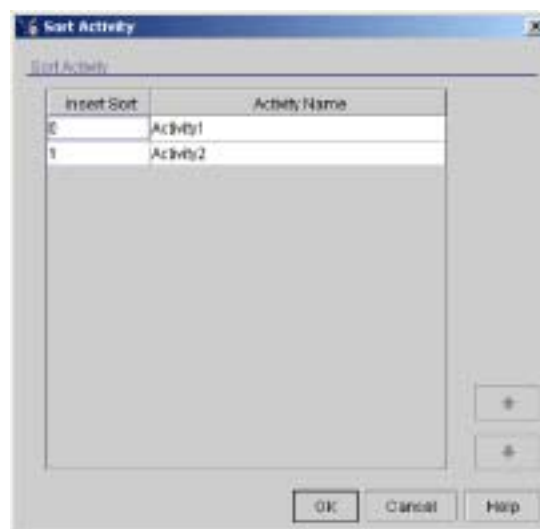 Sort Activity
Sort Activity
Insert Sort Activity Name
0 Activity1
1 Activity2
OK Cancel Help